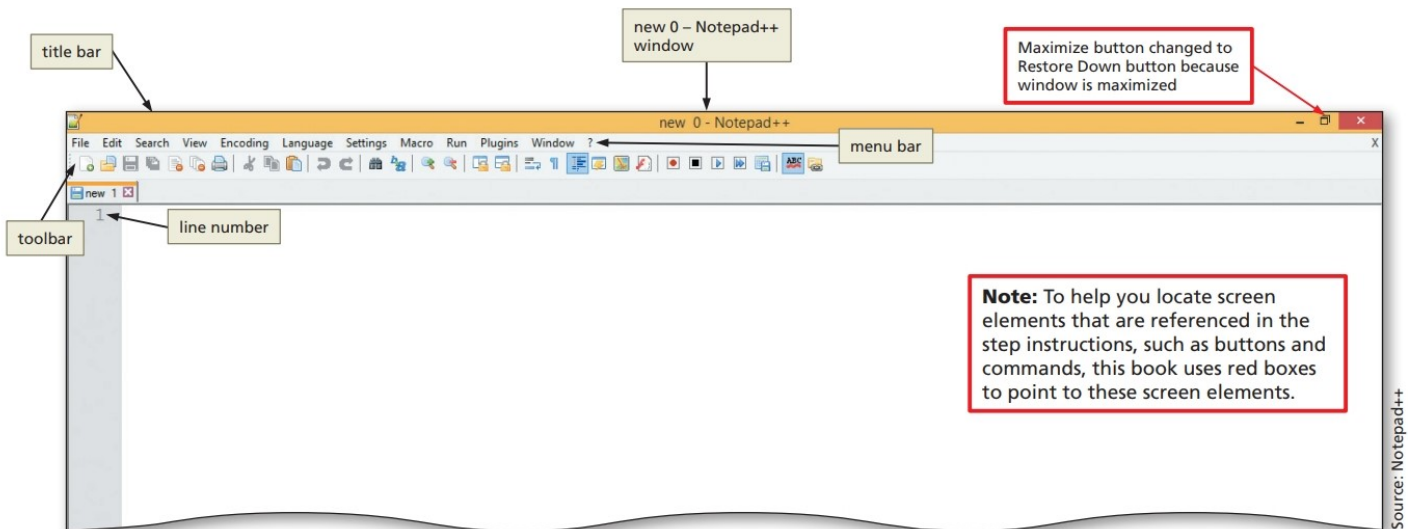 new 0 – Notepad++
window
title bar
Maximize button changed to
Restore Down button because
window is maximized
new 0 - Notepad++
File Edit Search View Encoding Language Settings Macro Run Plugins Window ?
menu bar
X
ABC
new 1
1
line number
toolbar
Note: To help you locate screen
elements that are referenced in the
step instructions, such as buttons and
commands, this book uses red boxes
to point to these screen elements.
Source: Notepad++